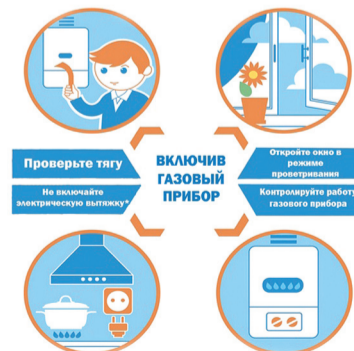 Проверьте тягу
Не включайте
электрическую вытяжку*
ВКЛЮЧИВ
ГАЗОВЫЙ
ПРИБОР
Откройте окно в
режиме
проветривания
Контролируйте работу
газового прибора